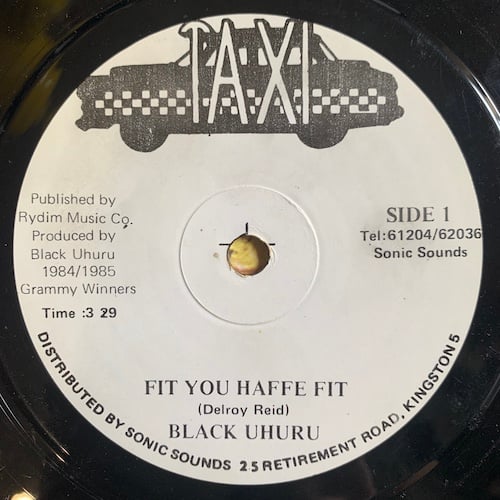 TAXI
Published by
Rydim Music Co.
Produced by
Black Uhuru
1984/1985
Grammy Winners
Time :3 29
SIDE 1
Tel:61204/62036
Sonic Sounds
FIT YOU HAFFE FIT
(Delroy Reid)
BLACK UHURU
DISTRIBUTED BY SONIC SOUNDS 25 RETIREMENT ROAD, KINGSTON 5